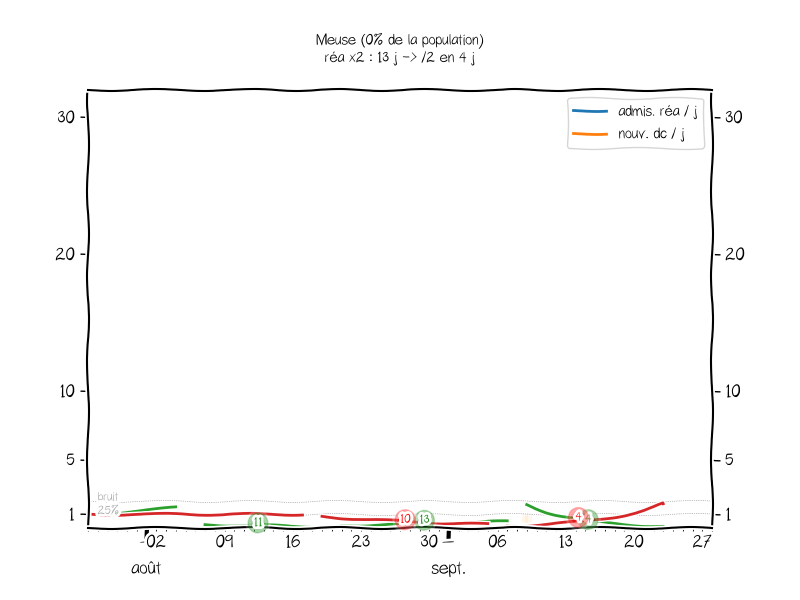 Meuse (0% de la population)
réa x2 : 13 j -> /2 en 4 j
admis. réa / j
nouv. dc / j
30 30
20 20
10 10
5 5
bruit
25%
1 1
11 10 13 4
02 09 16 23 30 06 13 20 27
août sept.